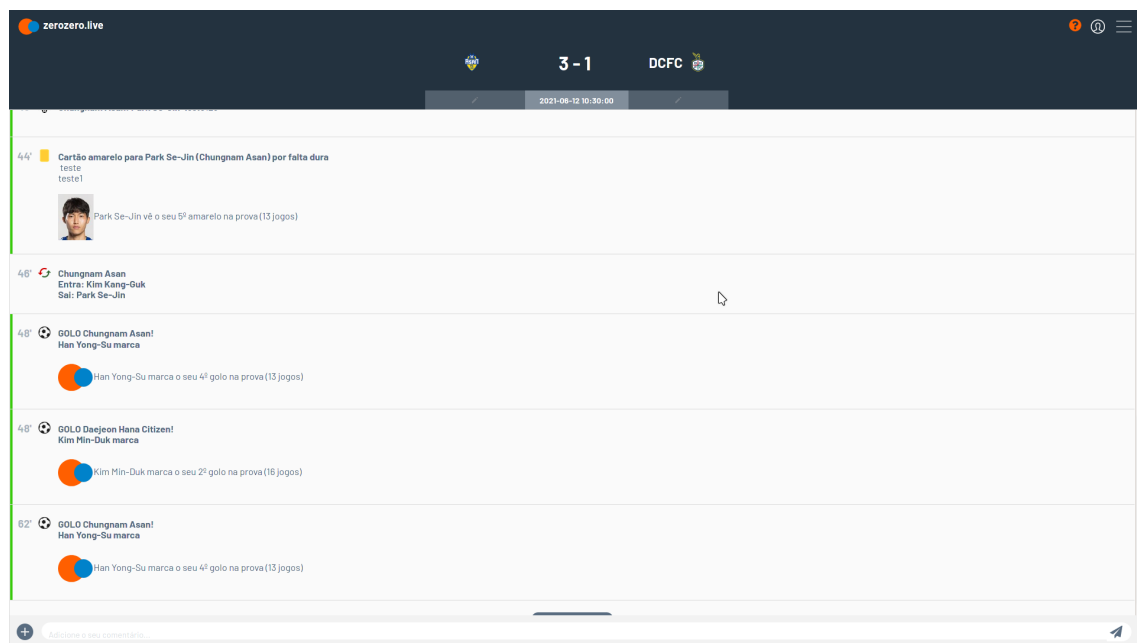 zerozero.live
?
ASAN
3 - 1
DCFC
2021-06-12 10:30:00
44'
Cartão amarelo para Park Se-Jin (Chungnam Asan) por falta dura
teste
teste1
Park Se-Jin vê o seu 5º amarelo na prova (13 jogos)
46'
Chungnam Asan
Entra: Kim Kang-Guk
Sai: Park Se-Jin
48'
GOLO Chungnam Asan!
Han Yong-Su marca
Han Yong-Su marca o seu 4º golo na prova (13 jogos)
48'
GOLO Daejeon Hana Citizen!
Kim Min-Duk marca
Kim Min-Duk marca o seu 2º golo na prova (16 jogos)
62'
GOLO Chungnam Asan!
Han Yong-Su marca
Han Yong-Su marca o seu 4º golo na prova (13 jogos)
Adicione o seu comentário...